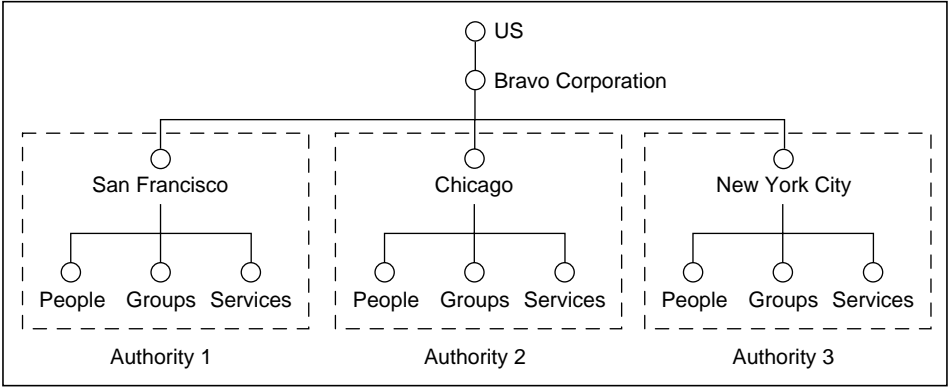 US
Bravo Corporation
San Francisco Chicago New York City
People Groups Services People Groups Services People Groups Services
Authority 1 Authority 2 Authority 3